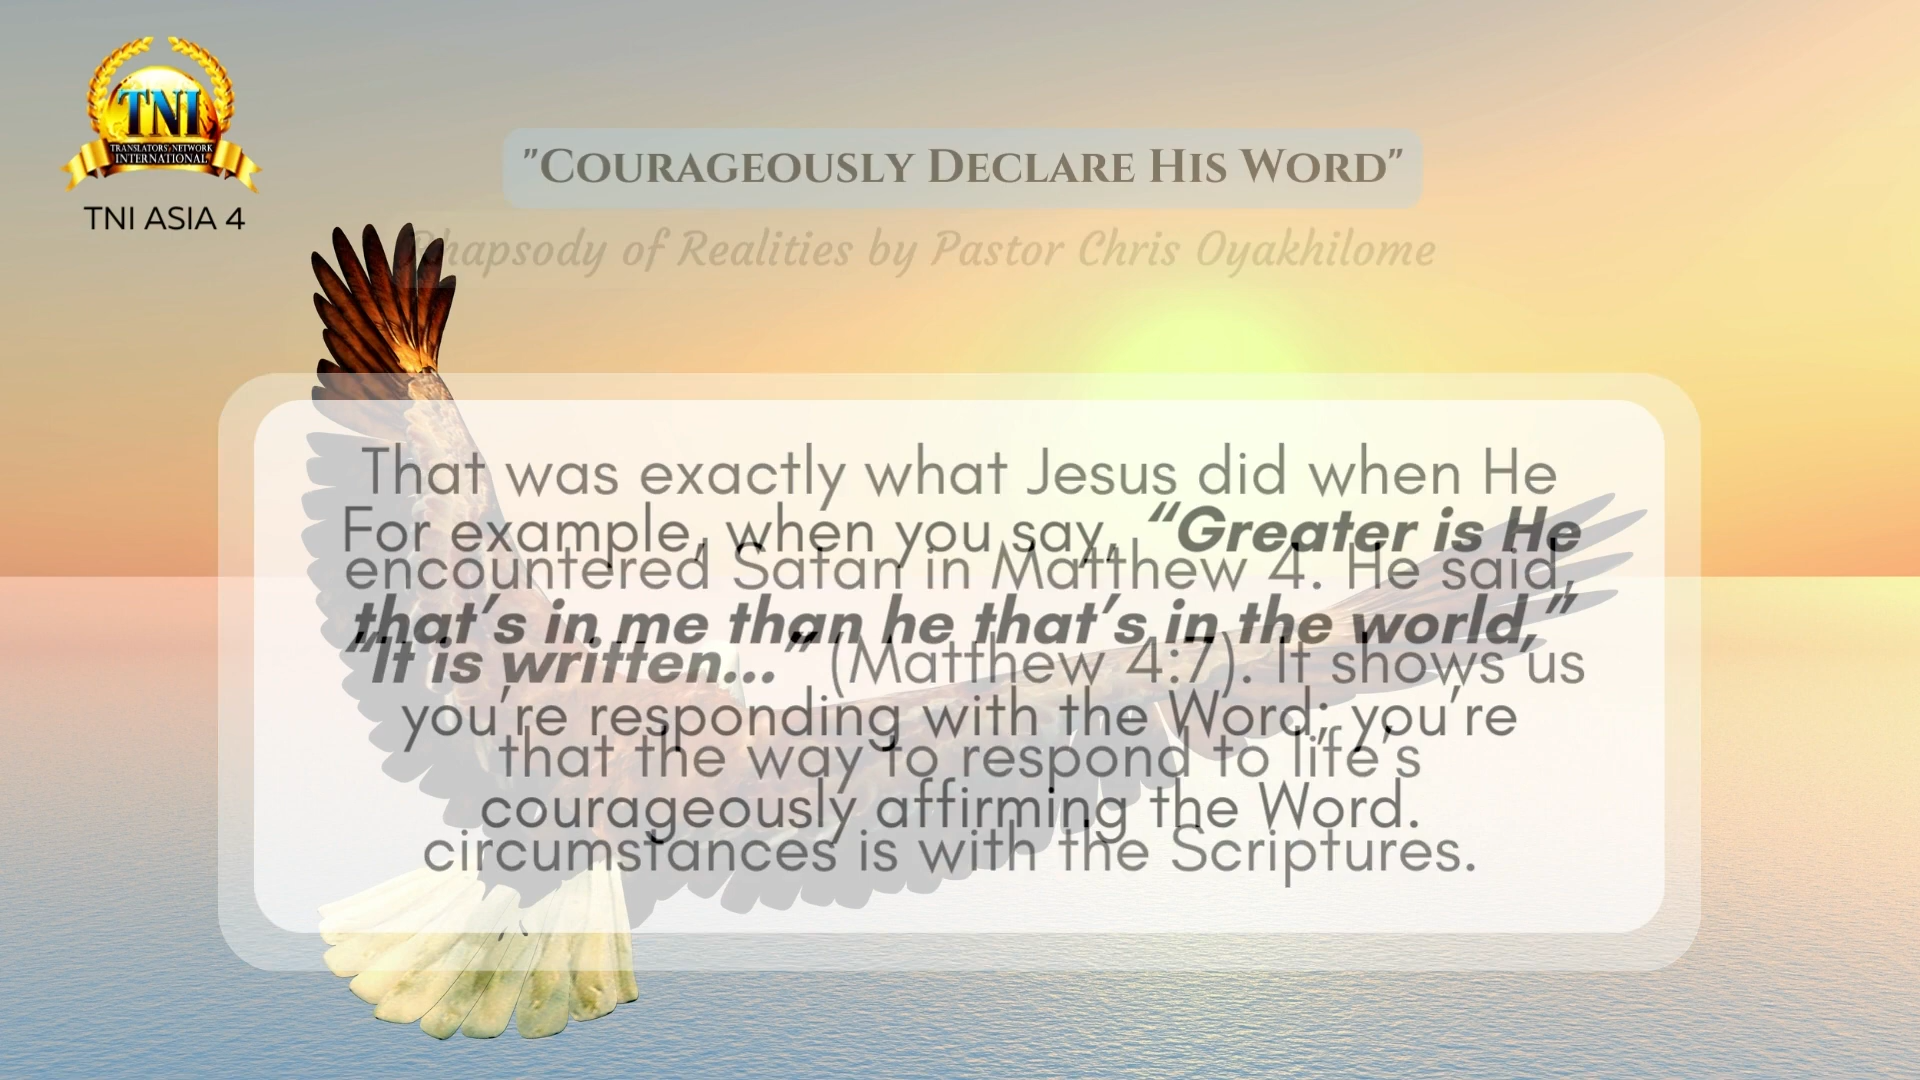 TNI
TRANSLATORS' NETWORK
INTERNATIONAL
TNI ASIA 4
"COURAGEOUSLY DECLARE HIS WORD"
Rhapsody of Realities by Pastor Chris Oyakhilome
That was exactly what Jesus did when He
For example, when you say, “Greater is He
encountered Satan in Matthew 4. He said,
that’s in me than he that’s in the world,”
“It is written...” (Matthew 4:7). It shows us
you’re responding with the Word; you’re
that the way to respond to life’s
courageously affirming the Word.
circumstances is with the Scriptures.